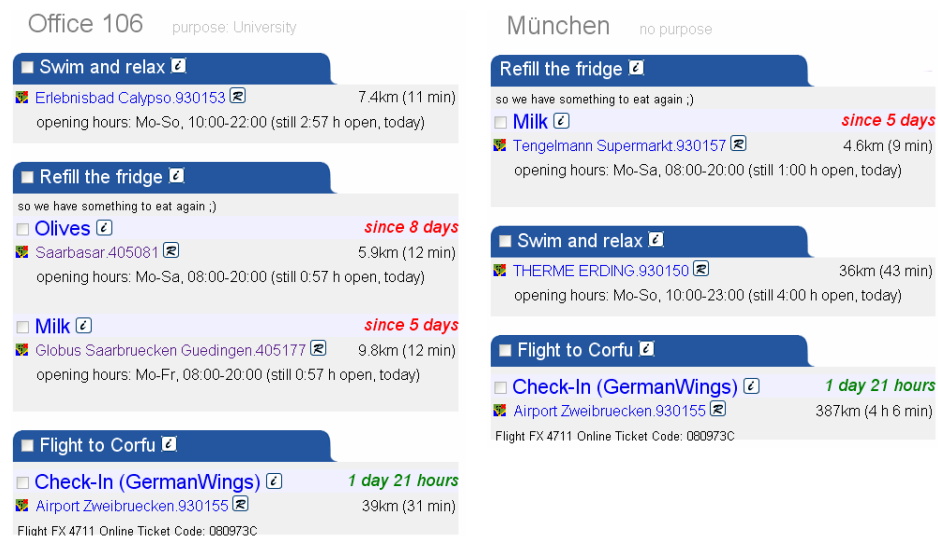 Office 106 purpose: University
Swim and relax i
Erlebnisbad Calypso.930153 R 7.4km (11 min)
opening hours: Mo-So, 10:00-22:00 (still 2:57 h open, today)
Refill the fridge i
so we have something to eat again ;)
Olives i since 8 days
Saarbasar.405081 R 5.9km (12 min)
opening hours: Mo-Sa, 08:00-20:00 (still 0:57 h open, today)
Milk i since 5 days
Globus Saarbruecken Guedingen.405177 R 9.8km (12 min)
opening hours: Mo-Fr, 08:00-20:00 (still 0:57 h open, today)
Flight to Corfu i
Check-In (GermanWings) i 1 day 21 hours
Airport Zweibruecken.930155 R 39km (31 min)
Flight FX 4711 Online Ticket Code: 080973C
München no purpose
Refill the fridge i
so we have something to eat again ;)
Milk i since 5 days
Tengelmann Supermarkt.930157 R 4.6km (9 min)
opening hours: Mo-Sa, 08:00-20:00 (still 1:00 h open, today)
Swim and relax i
THERME ERDING.930150 R 36km (43 min)
opening hours: Mo-So, 10:00-23:00 (still 4:00 h open, today)
Flight to Corfu i
Check-In (GermanWings) i 1 day 21 hours
Airport Zweibruecken.930155 R 387km (4 h 6 min)
Flight FX 4711 Online Ticket Code: 080973C